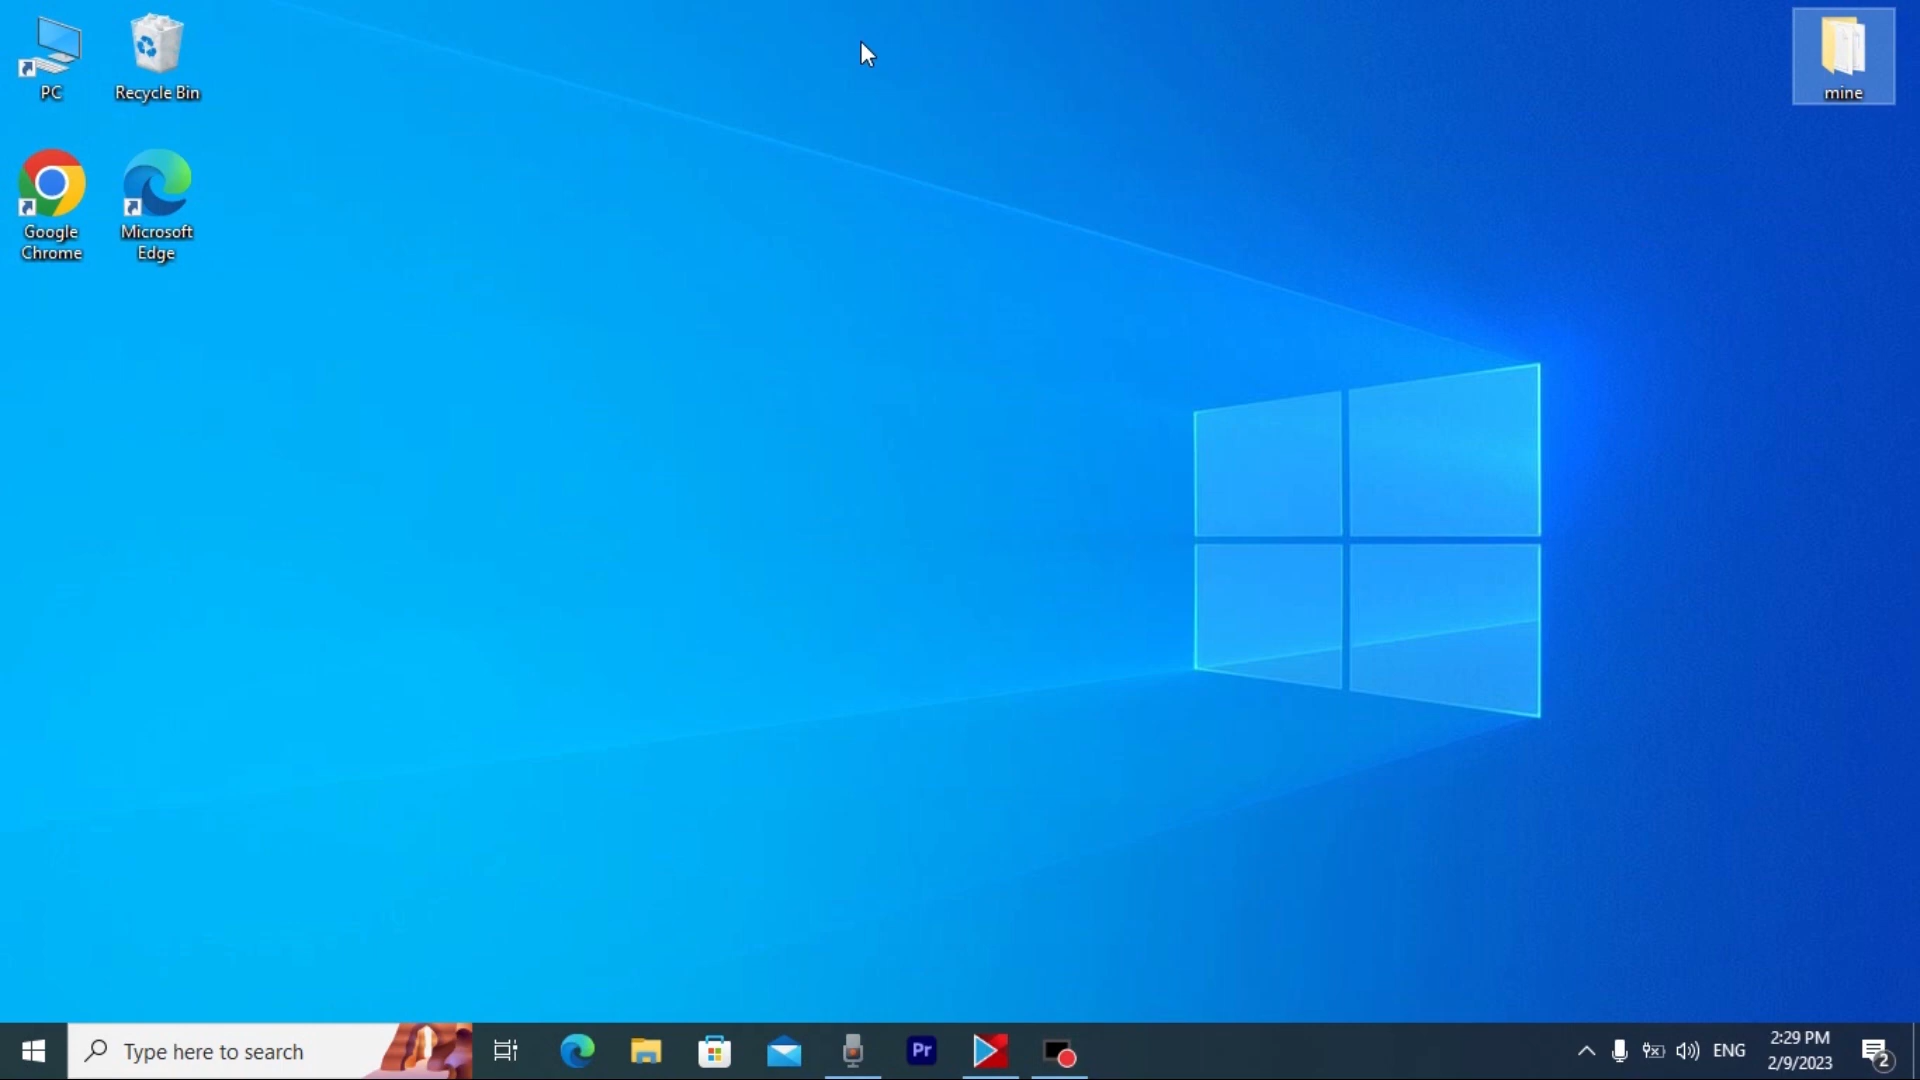 PC
Recycle Bin
mine
Google
Chrome
Microsoft
Edge
Type here to search
Pr
ENG
2:29 PM
2/9/2023
2